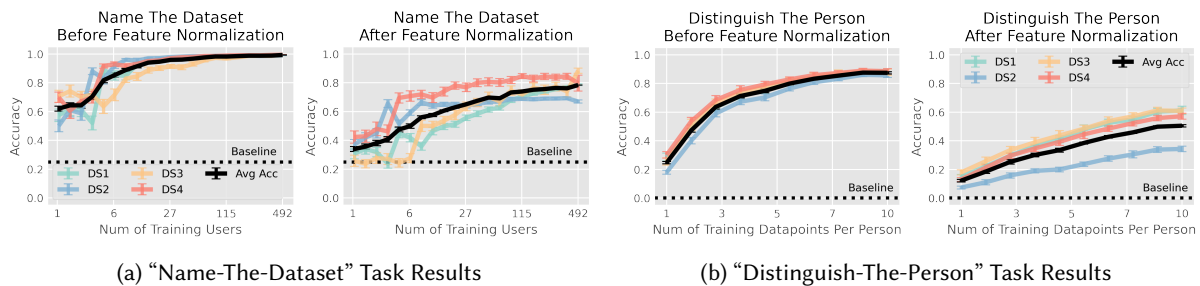 Name The Dataset
Before Feature Normalization
Accuracy
1.0
0.8
0.6
0.4
0.2
0.0
Baseline
DS1
DS2
DS3
DS4
Avg Acc
1 6 27 115 492
Num of Training Users
Name The Dataset
After Feature Normalization
Accuracy
1.0
0.8
0.6
0.4
0.2
0.0
Baseline
1 6 27 115 492
Num of Training Users
(a) “Name-The-Dataset” Task Results
Distinguish The Person
Before Feature Normalization
Accuracy
1.0
0.8
0.6
0.4
0.2
0.0
Baseline
1 3 5 7 10
Num of Training Datapoints Per Person
Distinguish The Person
After Feature Normalization
Accuracy
1.0
0.8
0.6
0.4
0.2
0.0
DS1
DS2
DS3
DS4
Avg Acc
Baseline
1 3 5 7 10
Num of Training Datapoints Per Person
(b) “Distinguish-The-Person” Task Results